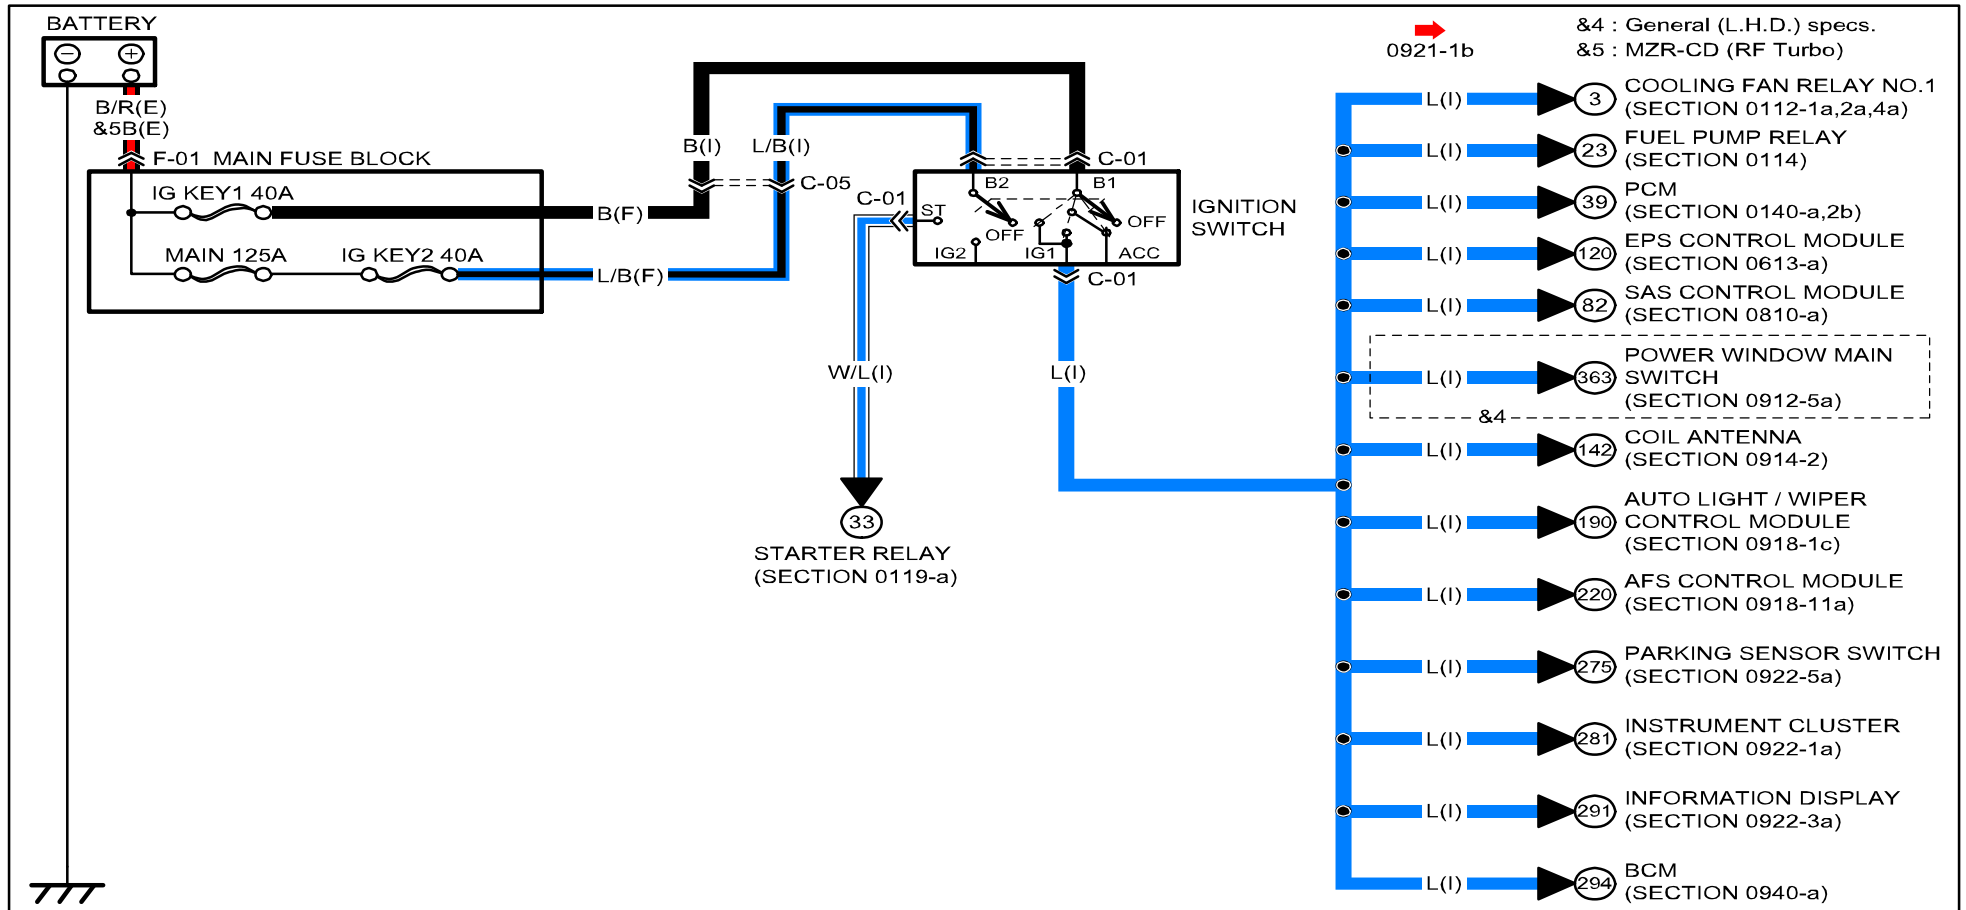 BATTERY
− +
B/R(E)
&5B(E)
F-01 MAIN FUSE BLOCK
IG KEY1 40A
MAIN 125A
IG KEY2 40A
B(F)
L/B(F)
B(I)
L/B(I)
C-05
C-01
C-01
B2
B1
ST
OFF
OFF
IG2
IG1
ACC
C-01
IGNITION
SWITCH
W/L(I)
L(I)
33
STARTER RELAY
(SECTION 0119-a)
0921-1b
&4 : General (L.H.D.) specs.
&5 : MZR-CD (RF Turbo)
L(I)
3
COOLING FAN RELAY NO.1
(SECTION 0112-1a,2a,4a)
L(I)
23
FUEL PUMP RELAY
(SECTION 0114)
L(I)
39
PCM
(SECTION 0140-a,2b)
L(I)
120
EPS CONTROL MODULE
(SECTION 0613-a)
L(I)
82
SAS CONTROL MODULE
(SECTION 0810-a)
L(I)
363
POWER WINDOW MAIN
SWITCH
(SECTION 0912-5a)
&4
L(I)
142
COIL ANTENNA
(SECTION 0914-2)
L(I)
190
AUTO LIGHT / WIPER
CONTROL MODULE
(SECTION 0918-1c)
L(I)
220
AFS CONTROL MODULE
(SECTION 0918-11a)
L(I)
275
PARKING SENSOR SWITCH
(SECTION 0922-5a)
L(I)
281
INSTRUMENT CLUSTER
(SECTION 0922-1a)
L(I)
291
INFORMATION DISPLAY
(SECTION 0922-3a)
L(I)
294
BCM
(SECTION 0940-a)